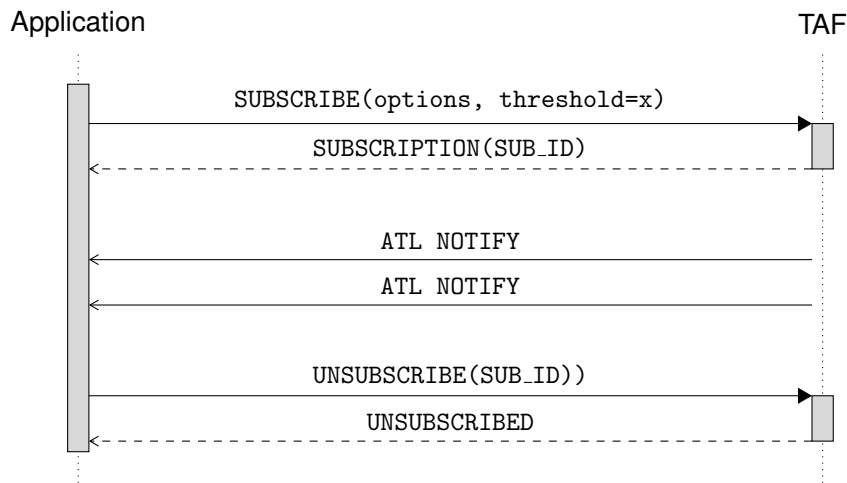 Application
TAF
SUBSCRIBE(options, threshold=x)
SUBSCRIPTION(SUB_ID)
ATL NOTIFY
ATL NOTIFY
UNSUBSCRIBE(SUB_ID))
UNSUBSCRIBED